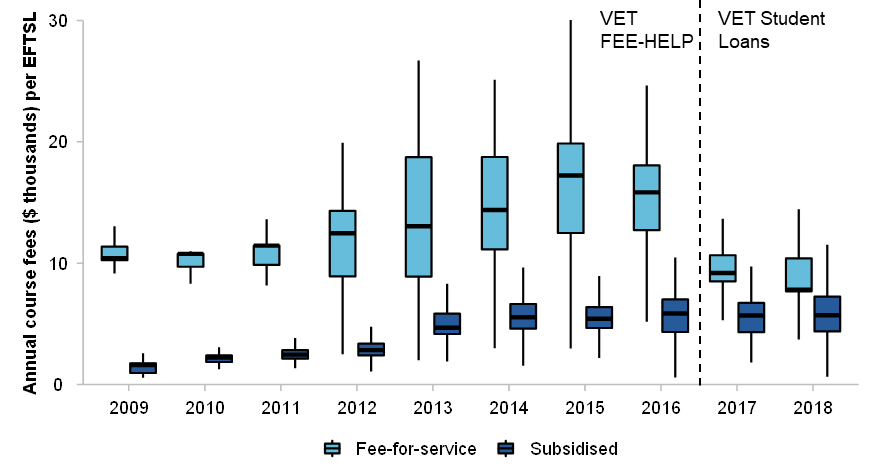 Annual course fees ($ thousands) per EFTSL
30
20
10
0
VET
FEE-HELP
VET Student
Loans
2009 2010 2011 2012 2013 2014 2015 2016 2017 2018
Fee-for-service Subsidised